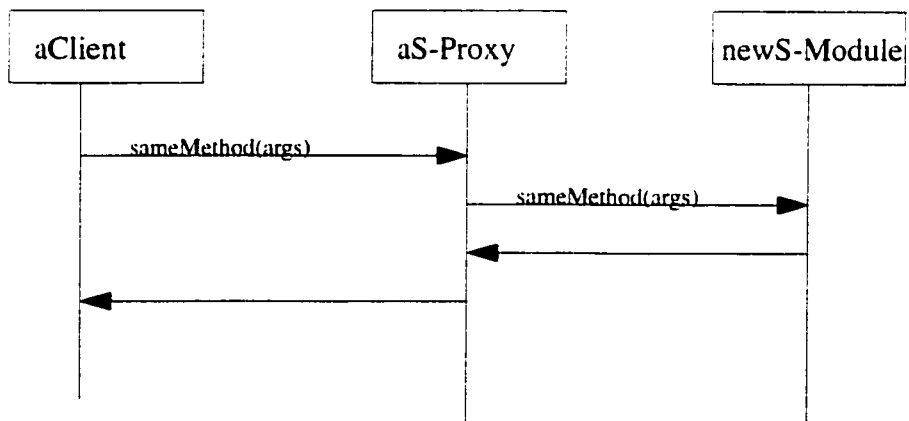 aClient
aS-Proxy
newS-Module
sameMethod(args)
sameMethod(args)